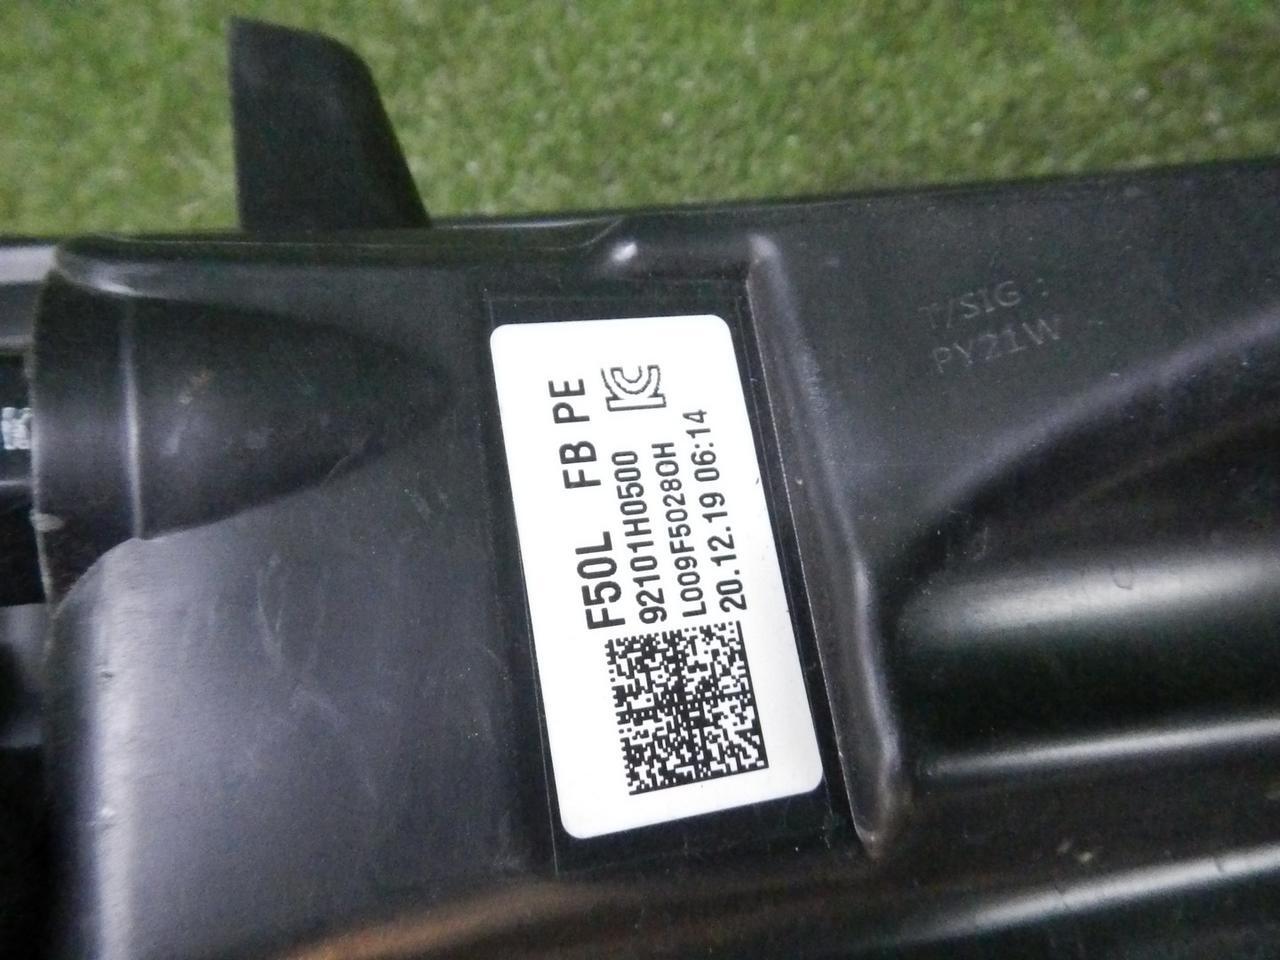 F50L FB PE
92101H0500
L009F50280H
20.12.19 06:14
T/SIG :
PY21W